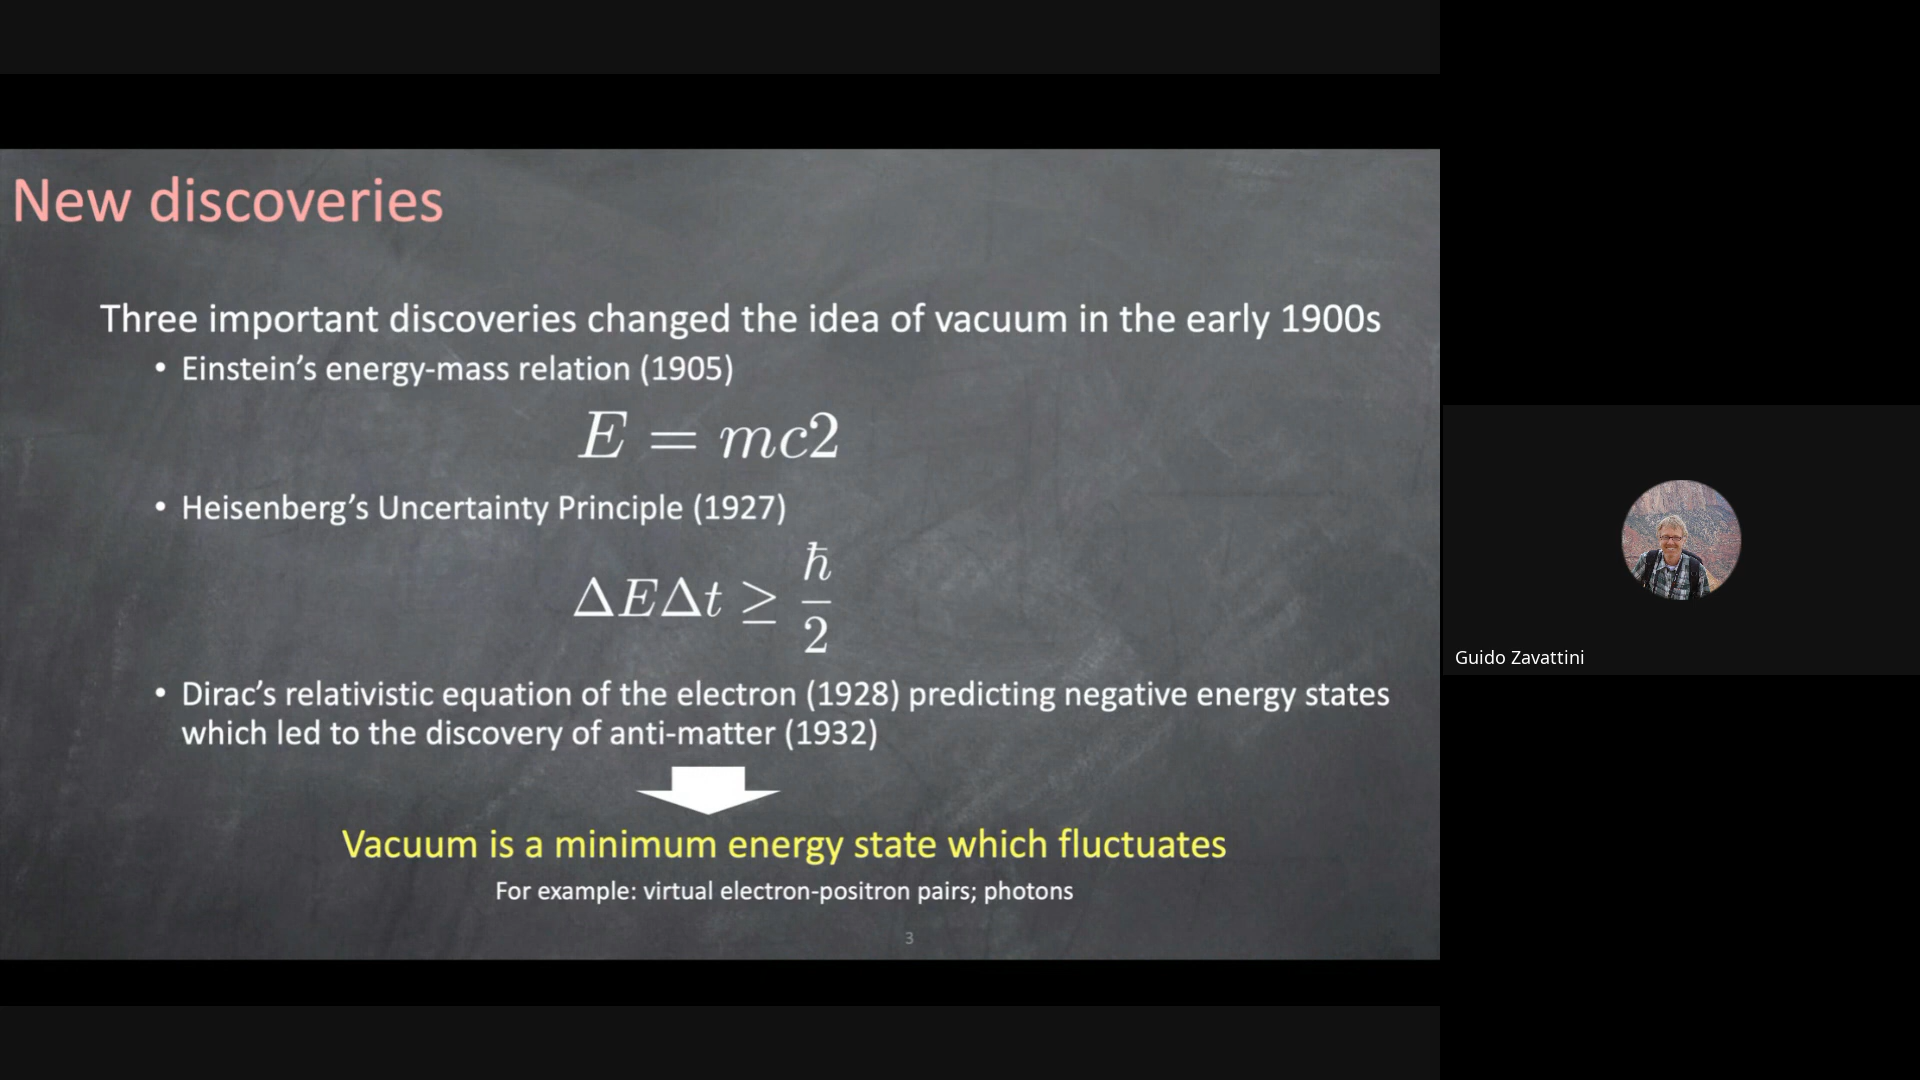 New discoveries
Three important discoveries changed the idea of vacuum in the early 1900s
• Einstein’s energy-mass relation (1905)
E = mc2
• Heisenberg’s Uncertainty Principle (1927)
ΔEΔt ≥ ℏ/2
• Dirac’s relativistic equation of the electron (1928) predicting negative energy states
which led to the discovery of anti-matter (1932)
Vacuum is a minimum energy state which fluctuates
For example: virtual electron-positron pairs; photons
3
Guido Zavattini